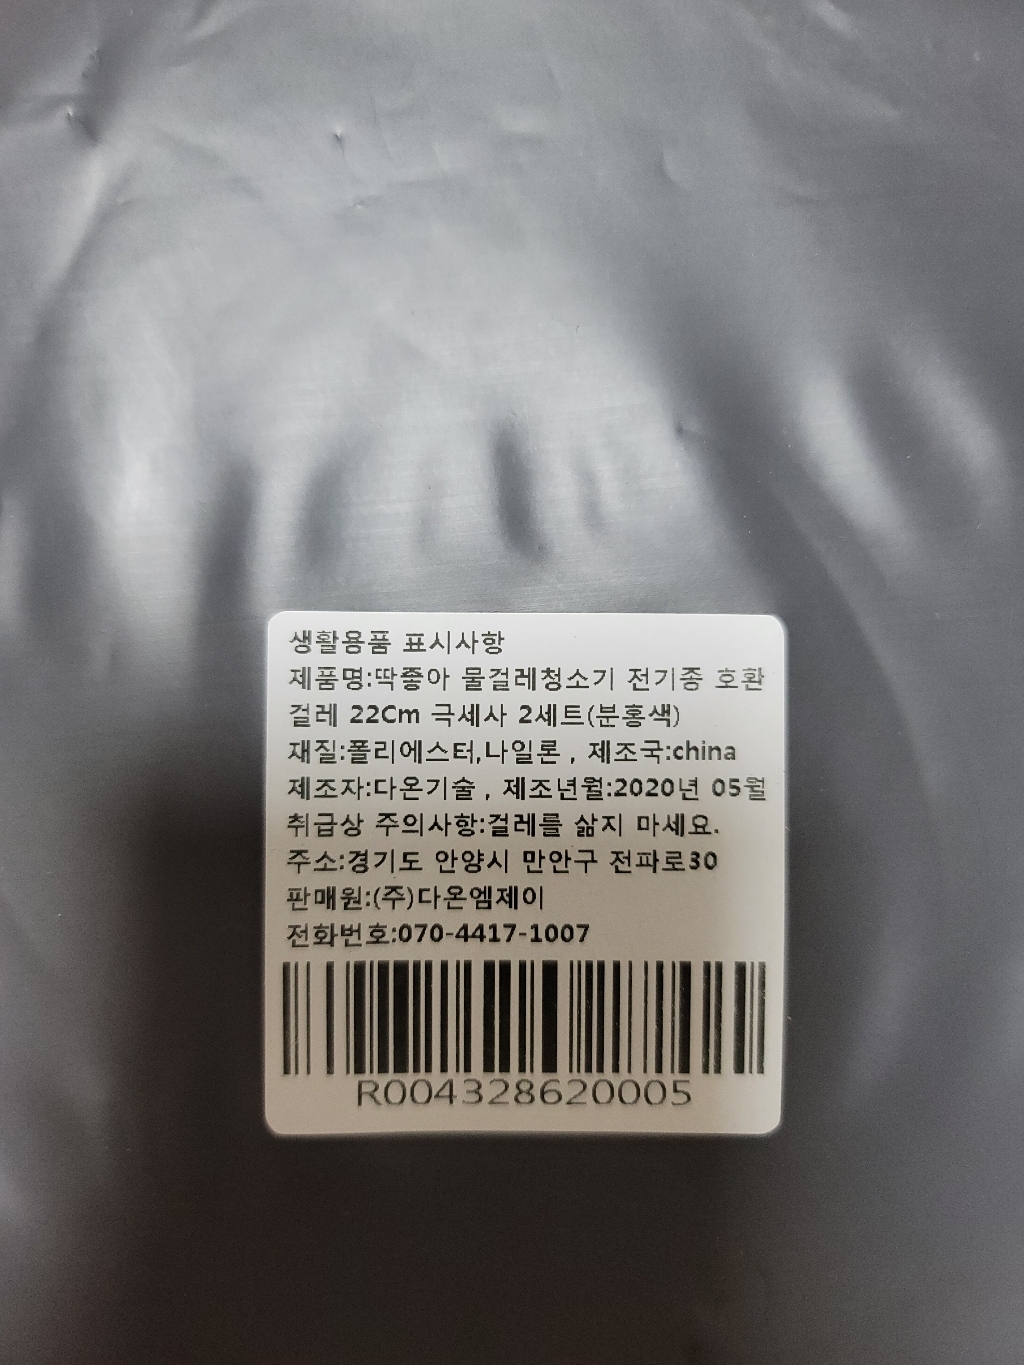 생활용품 표시사항
제품명:딱좋아 물걸레청소기 전기종 호환
걸레 22Cm 극세사 2세트(분홍색)
재질:폴리에스터,나일론 , 제조국:china
제조자:다온기술 , 제조년월:2020년 05월
취급상 주의사항:걸레를 삶지 마세요.
주소:경기도 안양시 만안구 전파로30
판매원:(주)다온엠제이
전화번호:070-4417-1007
R004328620005